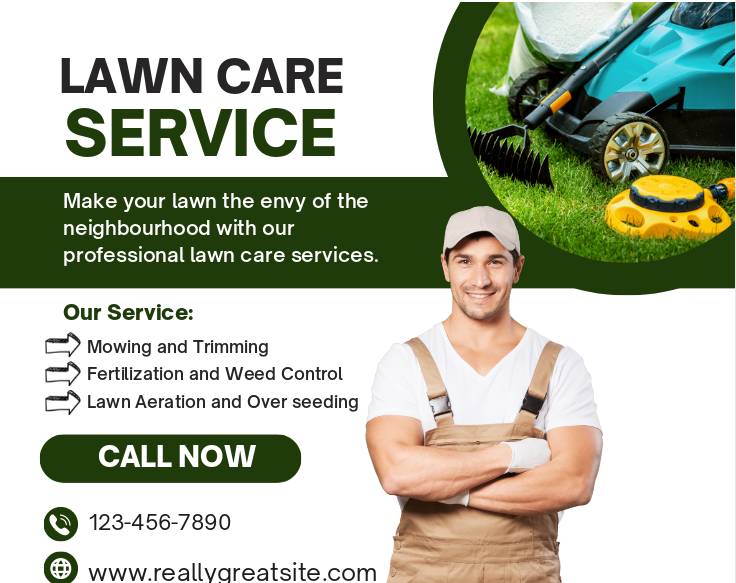 LAWN CARE
SERVICE
Make your lawn the envy of the
neighbourhood with our
professional lawn care services.
Our Service:
Mowing and Trimming
Fertilization and Weed Control
Lawn Aeration and Over seeding
CALL NOW
123-456-7890
www.reallygreatsite.com